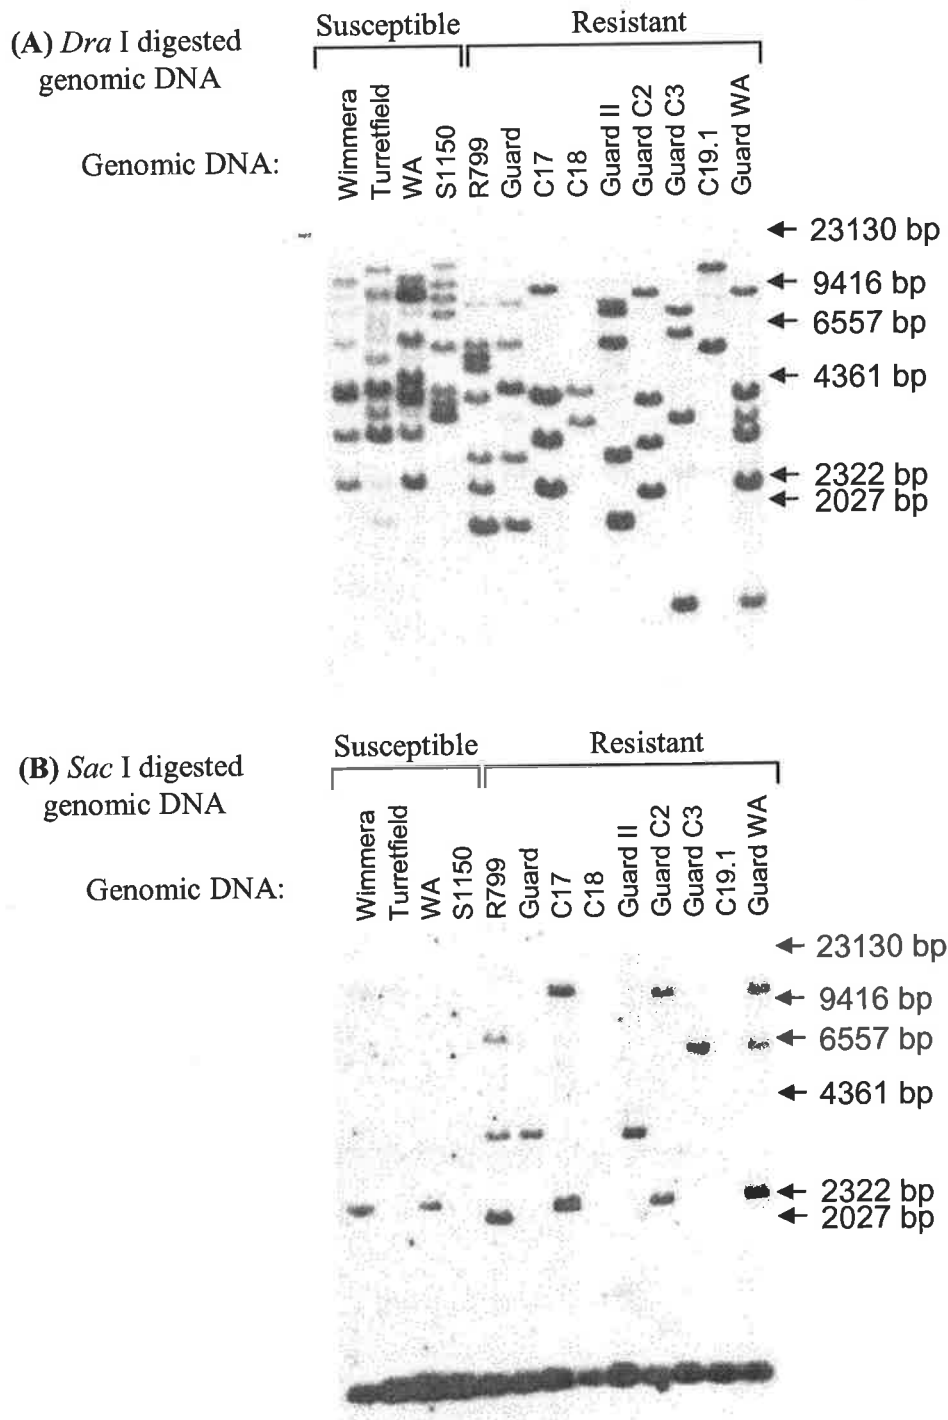 Susceptible Resistant
(A) Dra I digested
genomic DNA
Genomic DNA: Wimmera Turretfield WA S1150 R799 Guard C17 C18 Guard II Guard C2 Guard C3 C19.1 Guard WA
← 23130 bp
← 9416 bp
← 6557 bp
← 4361 bp
← 2322 bp
← 2027 bp
Susceptible Resistant
(B) Sac I digested
genomic DNA
Genomic DNA: Wimmera Turretfield WA S1150 R799 Guard C17 C18 Guard II Guard C2 Guard C3 C19.1 Guard WA
← 23130 bp
← 9416 bp
← 6557 bp
← 4361 bp
← 2322 bp
← 2027 bp